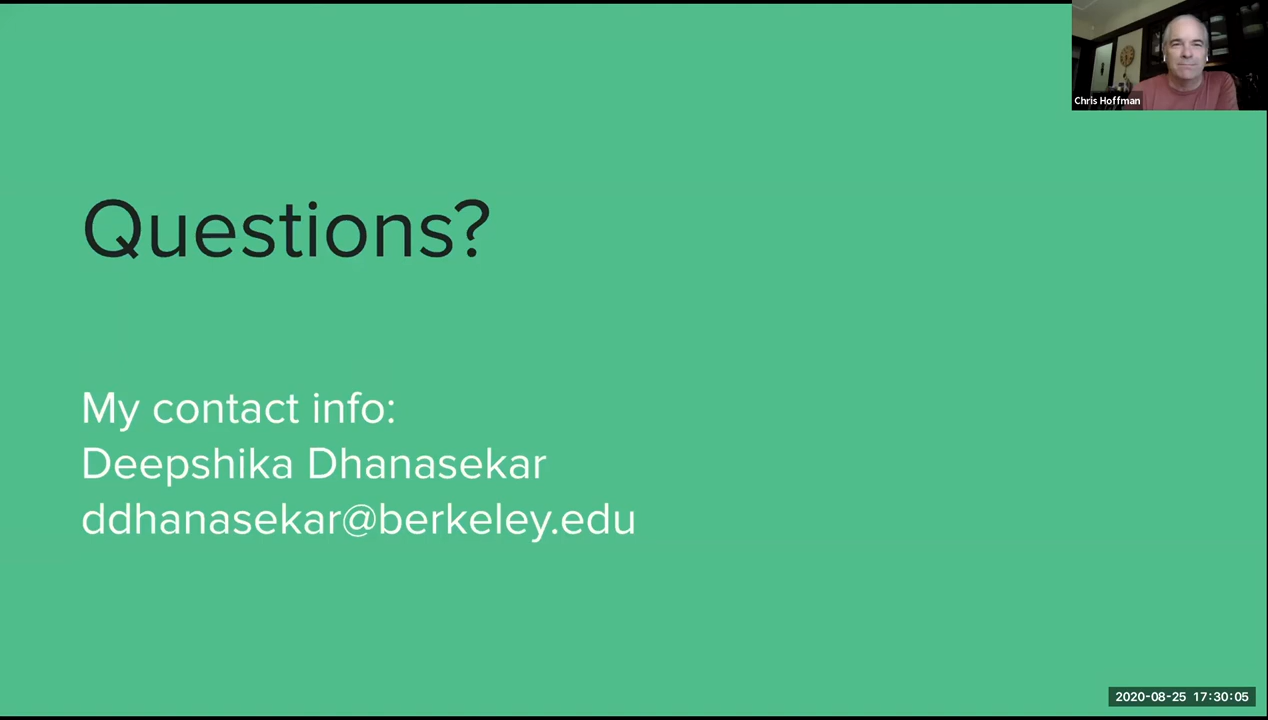 Chris Hoffman
Questions?
My contact info:
Deepshika Dhanasekar
ddhanasekar@berkeley.edu
2020-08-25 17:30:05